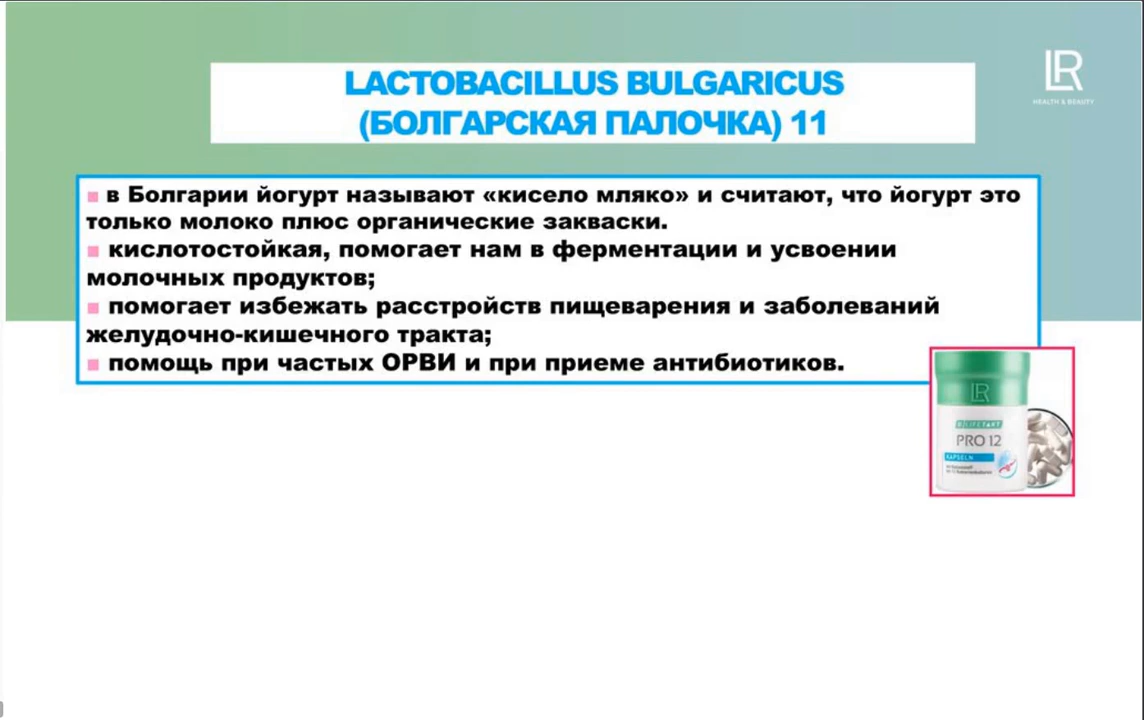 LACTOBACILLUS BULGARICUS
(БОЛГАРСКАЯ ПАЛОЧКА) 11
LR
HEALTH & BEAUTY
в Болгарии йогурт называют «кисело мляко» и считают, что йогурт это
только молоко плюс органические закваски.
кислотостойкая, помогает нам в ферментации и усвоении
молочных продуктов;
помогает избежать расстройств пищеварения и заболеваний
желудочно-кишечного тракта;
помощь при частых ОРВИ и при приеме антибиотиков.
LR
LIFETAKT
PRO 12
KAPSELN